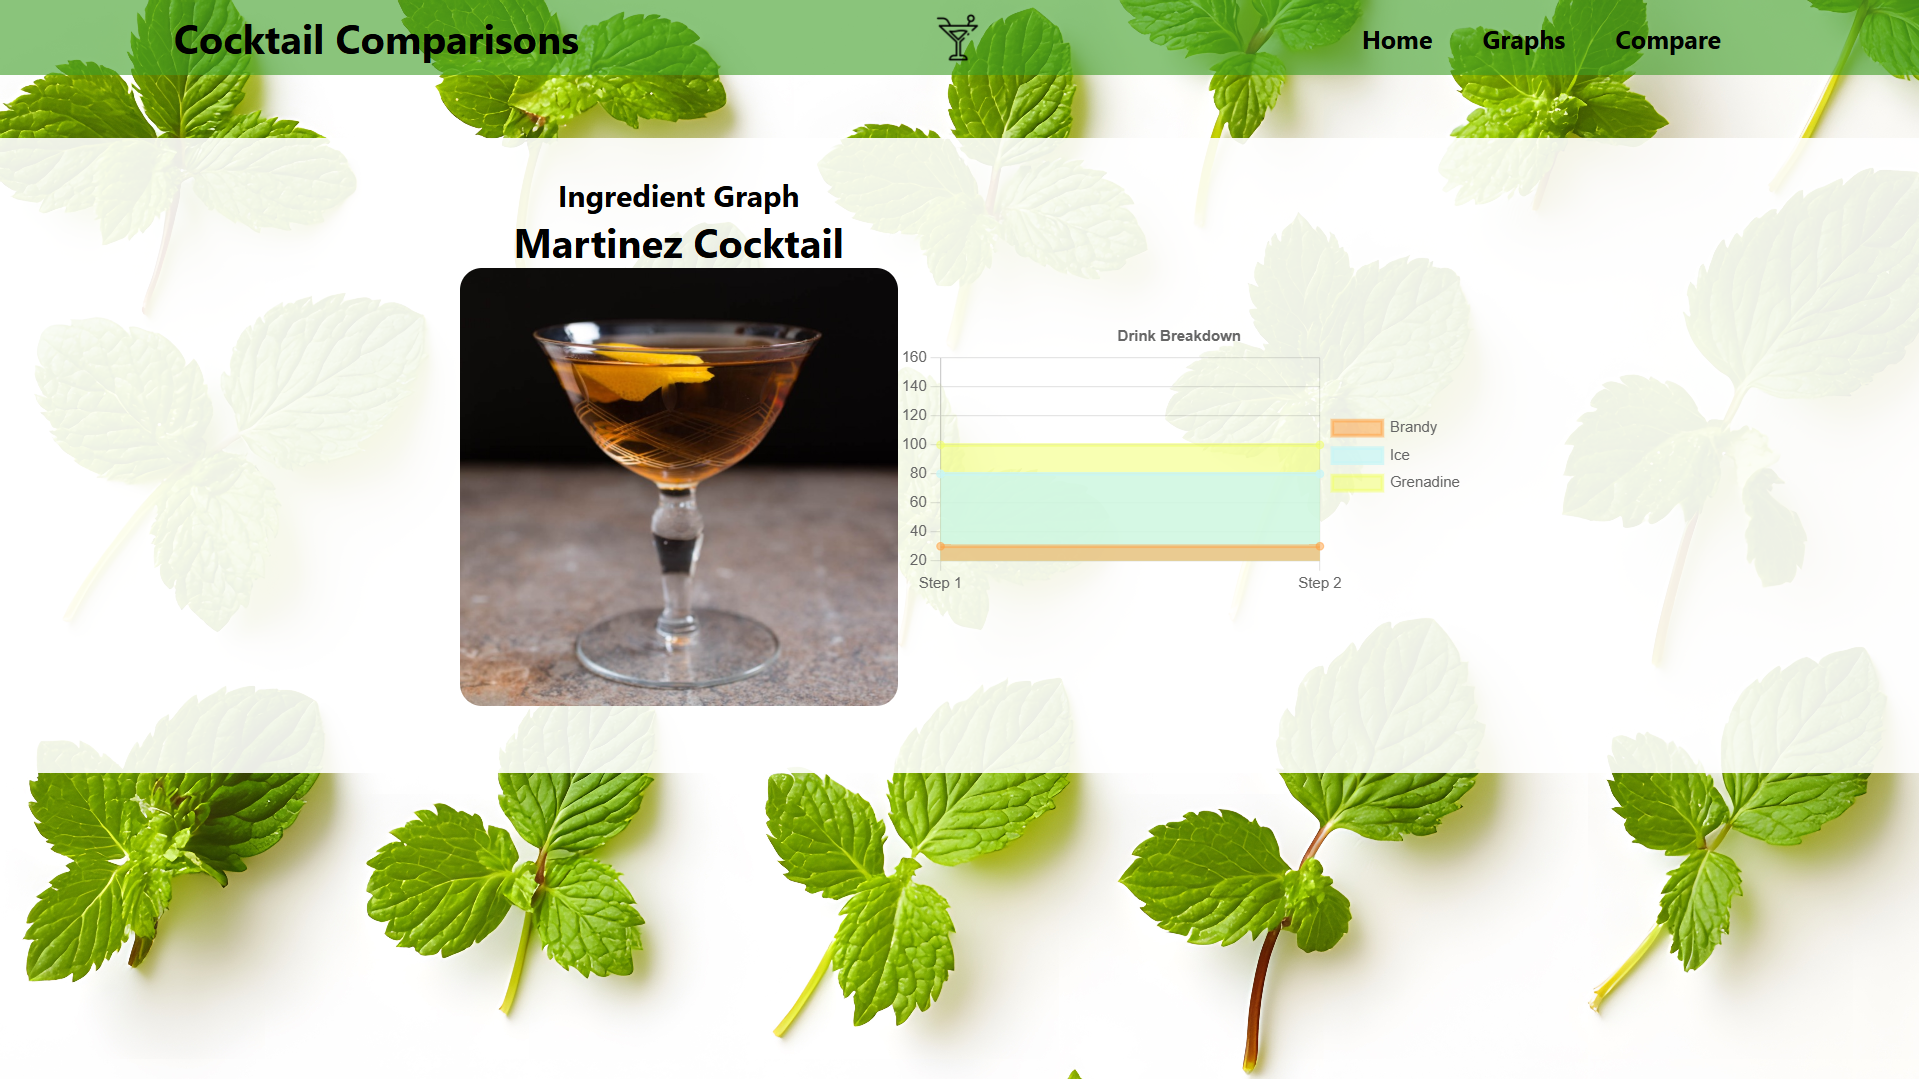 Cocktail Comparisons
Home Graphs Compare
Ingredient Graph
Martinez Cocktail
Drink Breakdown
160
140
120
100
80
60
40
20
Step 1 Step 2
Brandy
Ice
Grenadine